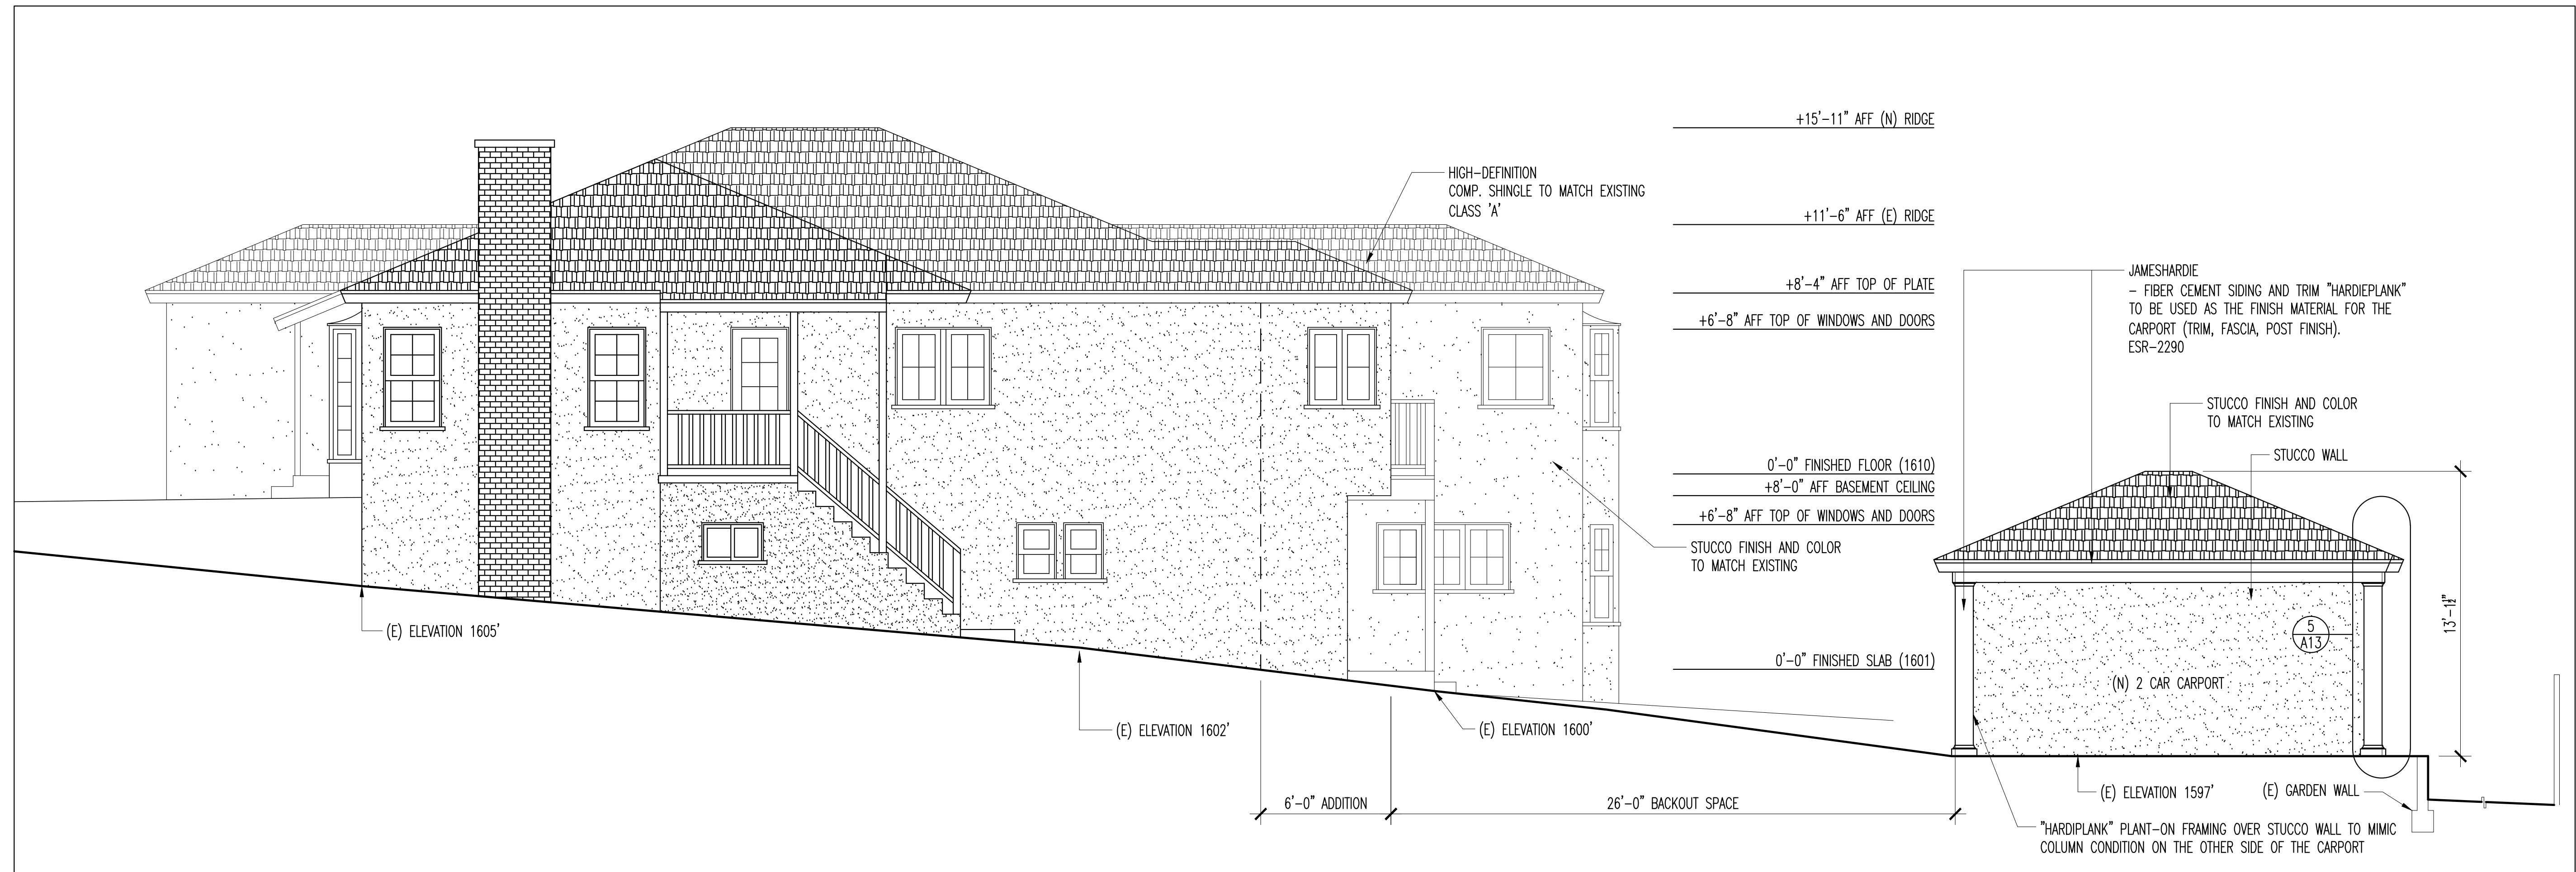 +15'-11" AFF (N) RIDGE
HIGH-DEFINITION
COMP. SHINGLE TO MATCH EXISTING
CLASS 'A'
+11'-6" AFF (E) RIDGE
+8'-4" AFF TOP OF PLATE
+6'-8" AFF TOP OF WINDOWS AND DOORS
JAMESHARDIE
- FIBER CEMENT SIDING AND TRIM "HARDIEPLANK"
TO BE USED AS THE FINISH MATERIAL FOR THE
CARPORT (TRIM, FASCIA, POST FINISH).
ESR-2290
STUCCO FINISH AND COLOR
TO MATCH EXISTING
STUCCO WALL
0'-0" FINISHED FLOOR (1610)
+8'-0" AFF BASEMENT CEILING
+6'-8" AFF TOP OF WINDOWS AND DOORS
STUCCO FINISH AND COLOR
TO MATCH EXISTING
0'-0" FINISHED SLAB (1601)
13'-1½"
5
A13
(N) 2 CAR CARPORT
(E) ELEVATION 1605'
(E) ELEVATION 1602'
(E) ELEVATION 1600'
6'-0" ADDITION
26'-0" BACKOUT SPACE
(E) ELEVATION 1597'
(E) GARDEN WALL
"HARDIPLANK" PLANT-ON FRAMING OVER STUCCO WALL TO MIMIC
COLUMN CONDITION ON THE OTHER SIDE OF THE CARPORT